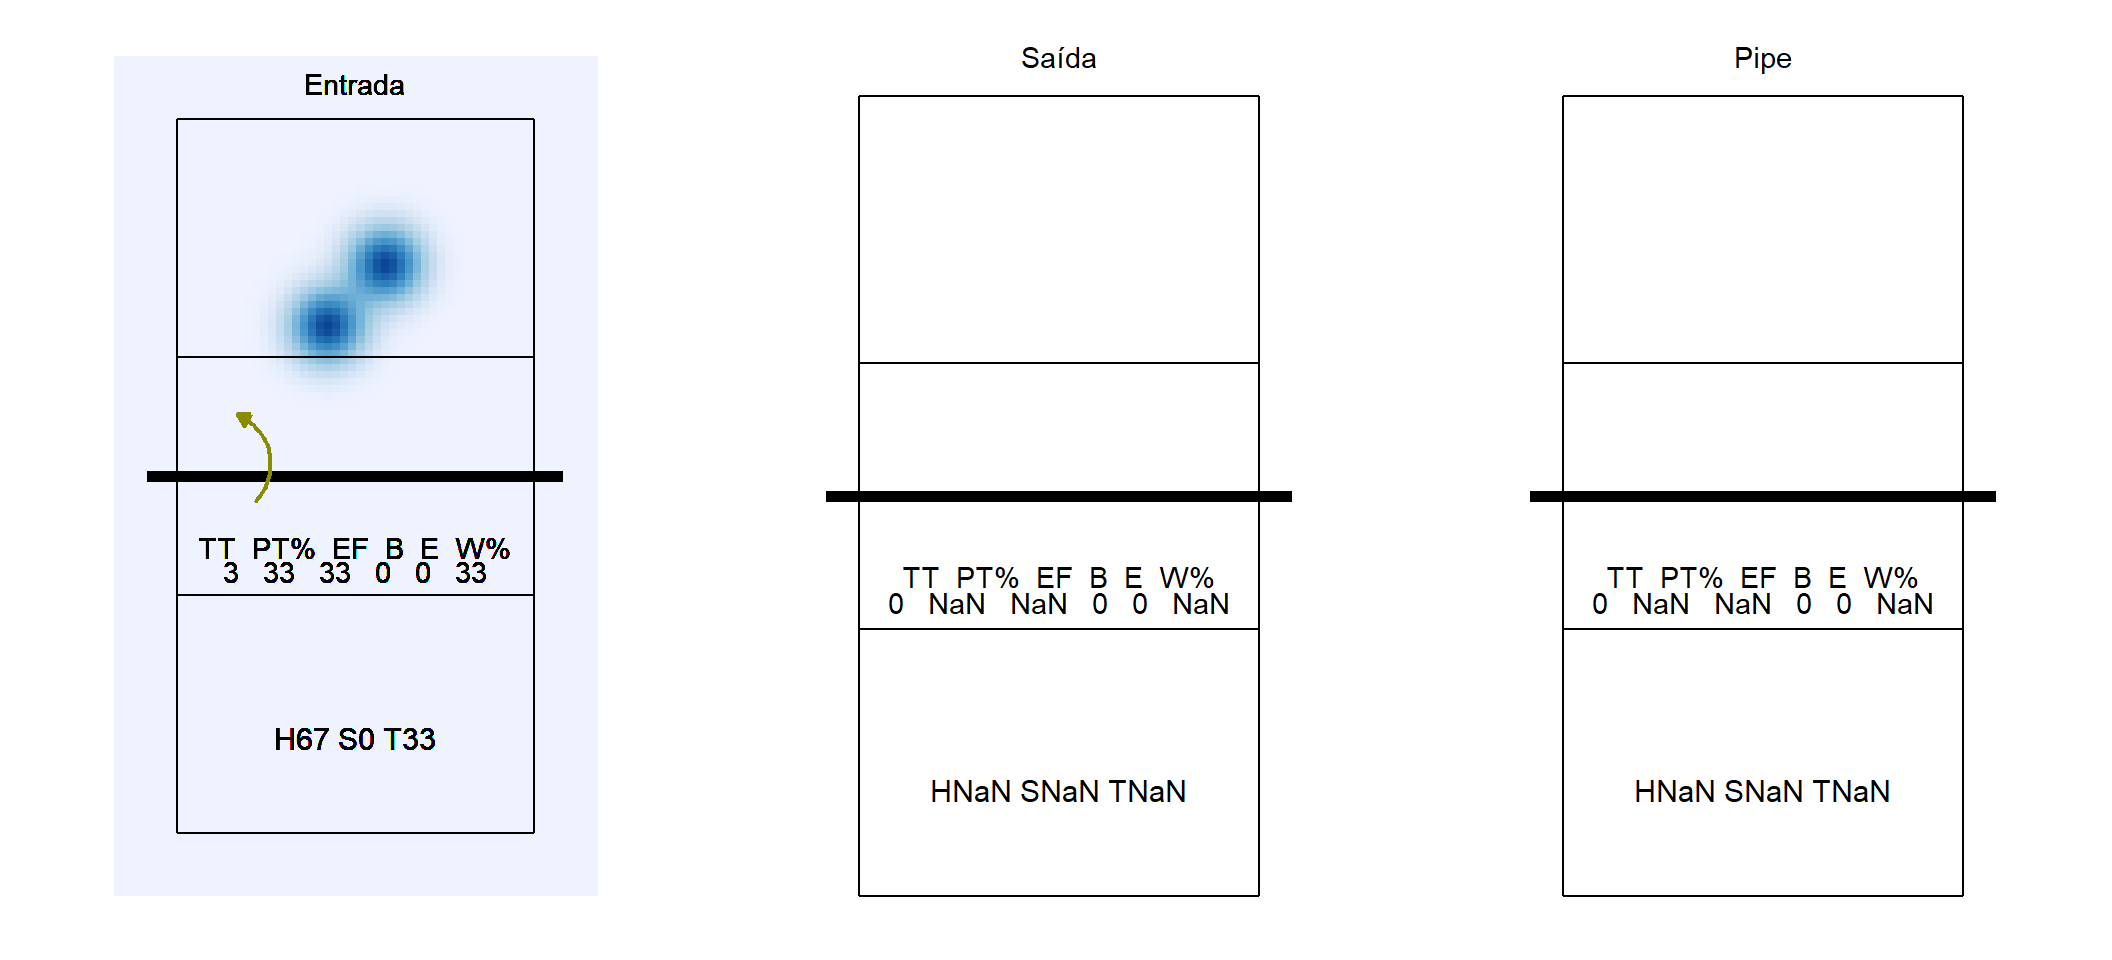 Entrada
TT PT% EF B E W%
3 33 33 0 0 33
H67 S0 T33
Saída
TT PT% EF B E W%
0 NaN NaN 0 0 NaN
HNaN SNaN TNaN
Pipe
TT PT% EF B E W%
0 NaN NaN 0 0 NaN
HNaN SNaN TNaN